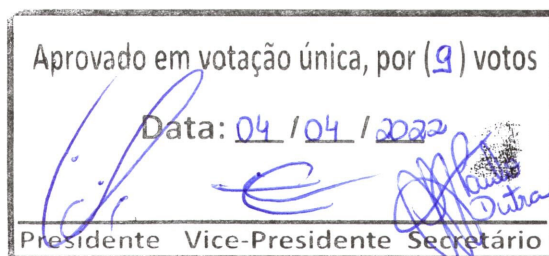 Aprovado em votação única, por (9) votos
Data: 04 / 04 / 2022
Dutra
Presidente Vice-Presidente Secretário